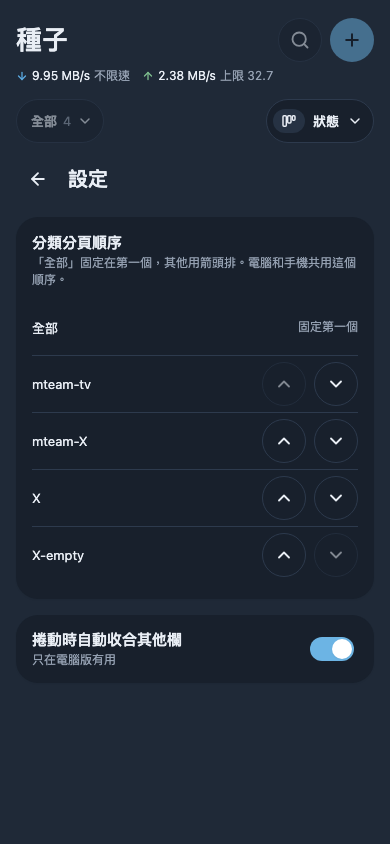 種子
9.95 MB/s 不限速 2.38 MB/s 上限 32.7
全部 4
狀態
設定
分類分頁順序
「全部」固定在第一個，其他用箭頭排。電腦和手機共用這個
順序。
全部 固定第一個
mteam-tv
mteam-X
X
X-empty
捲動時自動收合其他欄
只在電腦版有用